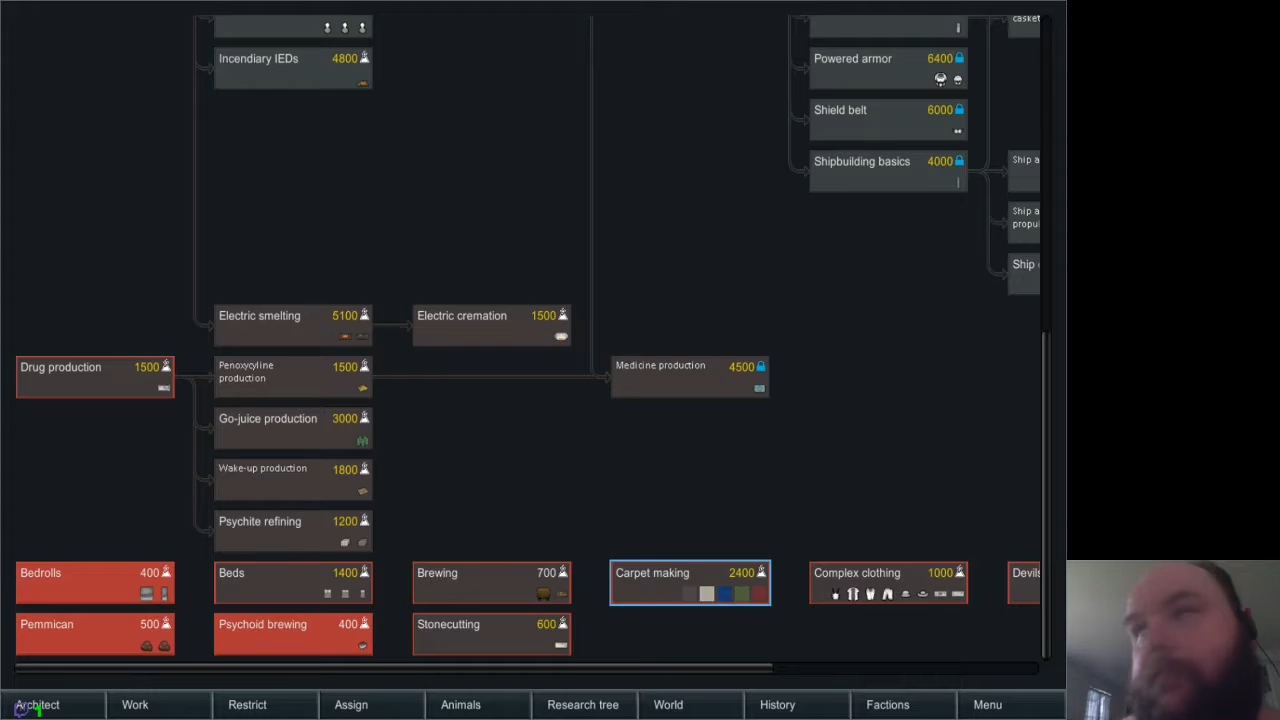 casket
Incendiary IEDs 4800
Powered armor 6400
Shield belt 6000
Shipbuilding basics 4000
Ship a
Ship a
propul
Ship
Electric smelting 5100
Electric cremation 1500
Drug production 1500
Penoxycyline
production
1500
Medicine production 4500
Go-juice production 3000
Wake-up production 1800
Psychite refining 1200
Bedrolls 400
Beds 1400
Brewing 700
Carpet making 2400
Complex clothing 1000
Devils
Pemmican 500
Psychoid brewing 400
Stonecutting 600
Architect
Work
Restrict
Assign
Animals
Research tree
World
History
Factions
Menu